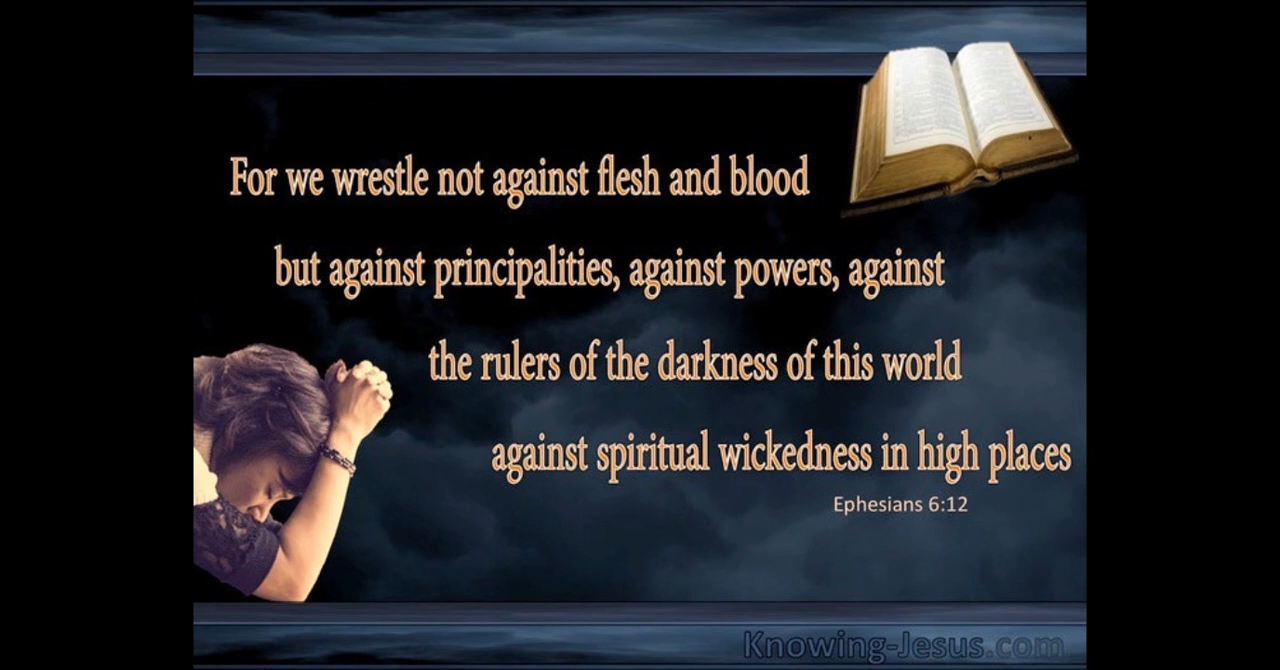 For we wrestle not against flesh and blood
but against principalities, against powers, against
the rulers of the darkness of this world
against spiritual wickedness in high places
Ephesians 6:12
Knowing-Jesus.com